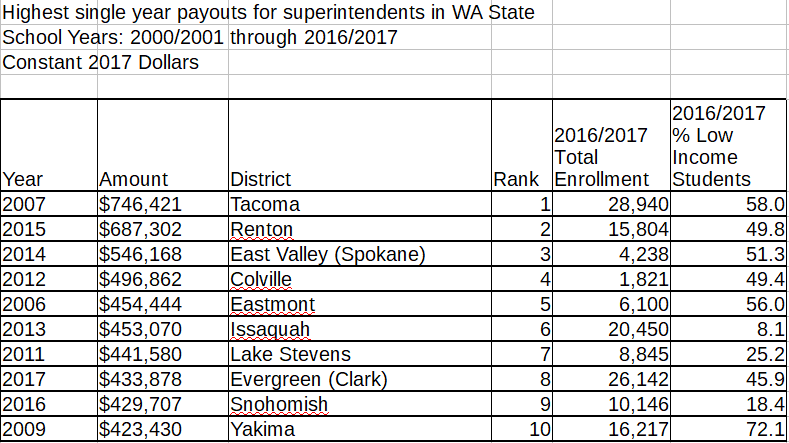 Highest single year payouts for superintendents in WA State
School Years: 2000/2001 through 2016/2017
Constant 2017 Dollars
Year Amount District Rank 2016/2017 Total Enrollment 2016/2017 % Low Income Students
2007 $746,421 Tacoma 1 28,940 58.0
2015 $687,302 Renton 2 15,804 49.8
2014 $546,168 East Valley (Spokane) 3 4,238 51.3
2012 $496,862 Colville 4 1,821 49.4
2006 $454,444 Eastmont 5 6,100 56.0
2013 $453,070 Issaquah 6 20,450 8.1
2011 $441,580 Lake Stevens 7 8,845 25.2
2017 $433,878 Evergreen (Clark) 8 26,142 45.9
2016 $429,707 Snohomish 9 10,146 18.4
2009 $423,430 Yakima 10 16,217 72.1